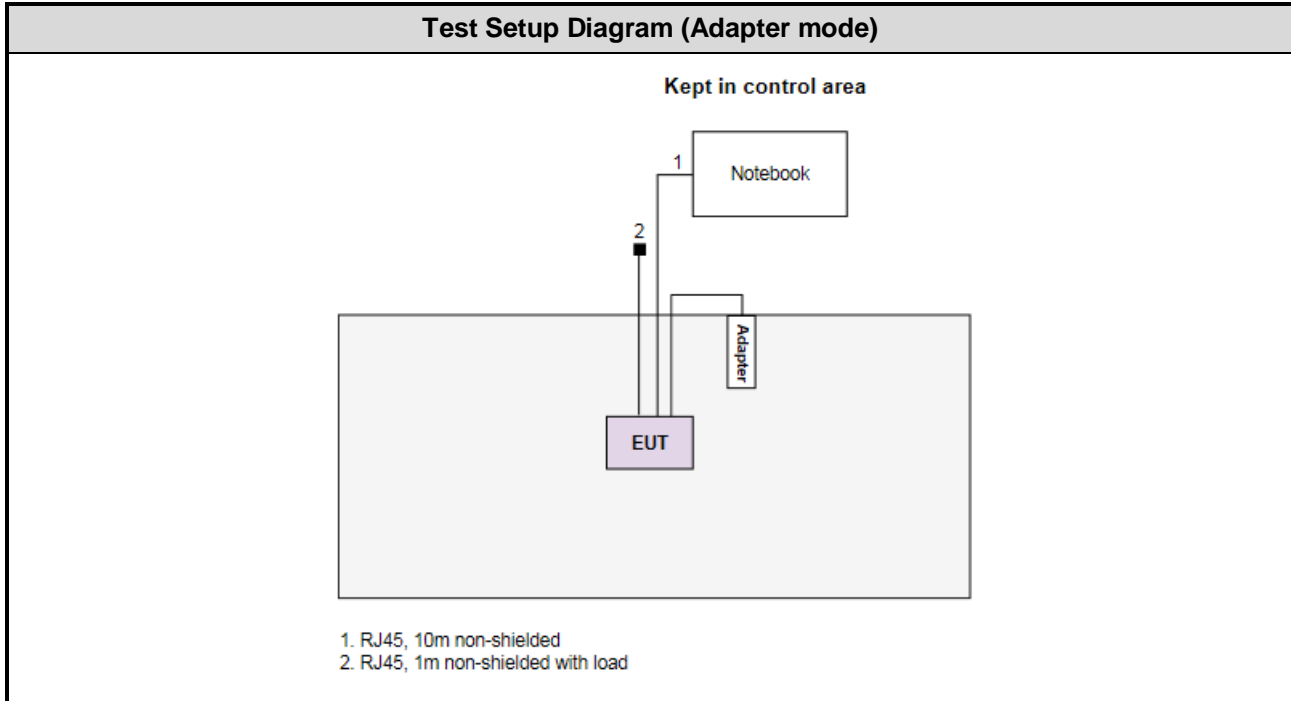 Test Setup Diagram (Adapter mode)
Kept in control area
1
Notebook
2
Adapter
EUT
1. RJ45, 10m non-shielded
2. RJ45, 1m non-shielded with load